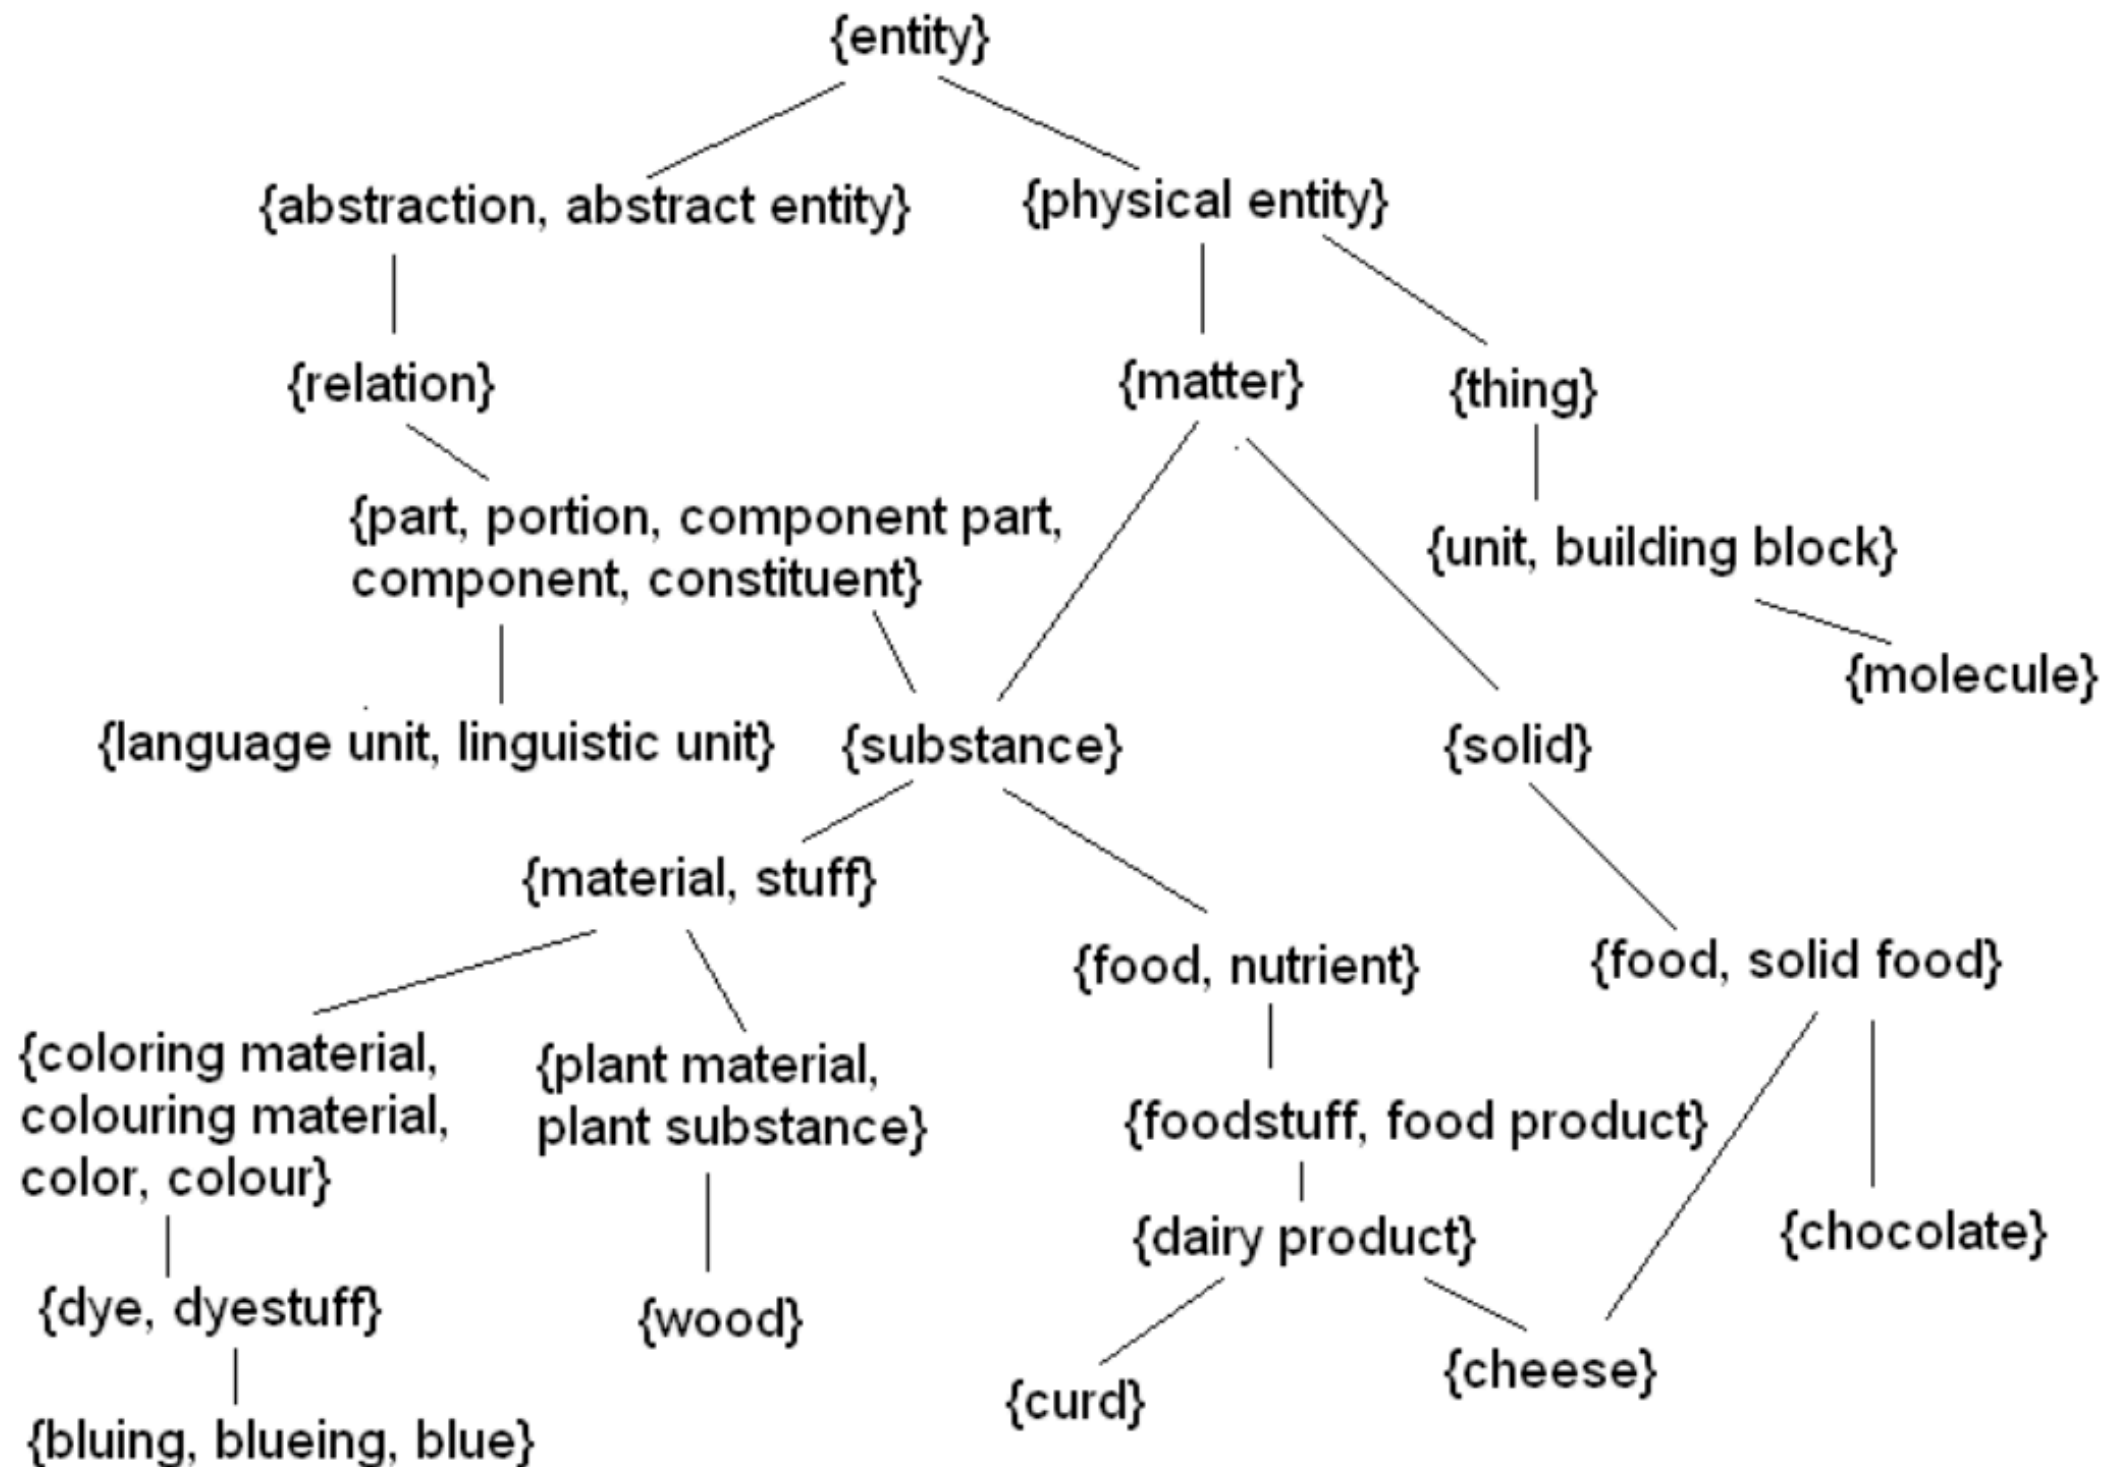 {entity}
{abstraction, abstract entity}
{physical entity}
{relation}
{matter}
{thing}
{part, portion, component part,
component, constituent}
{unit, building block}
{molecule}
{language unit, linguistic unit}
{substance}
{solid}
{material, stuff}
{food, nutrient}
{food, solid food}
{coloring material,
colouring material,
color, colour}
{plant material,
plant substance}
{foodstuff, food product}
{dairy product}
{chocolate}
{dye, dyestuff}
{wood}
{curd}
{cheese}
{bluing, blueing, blue}